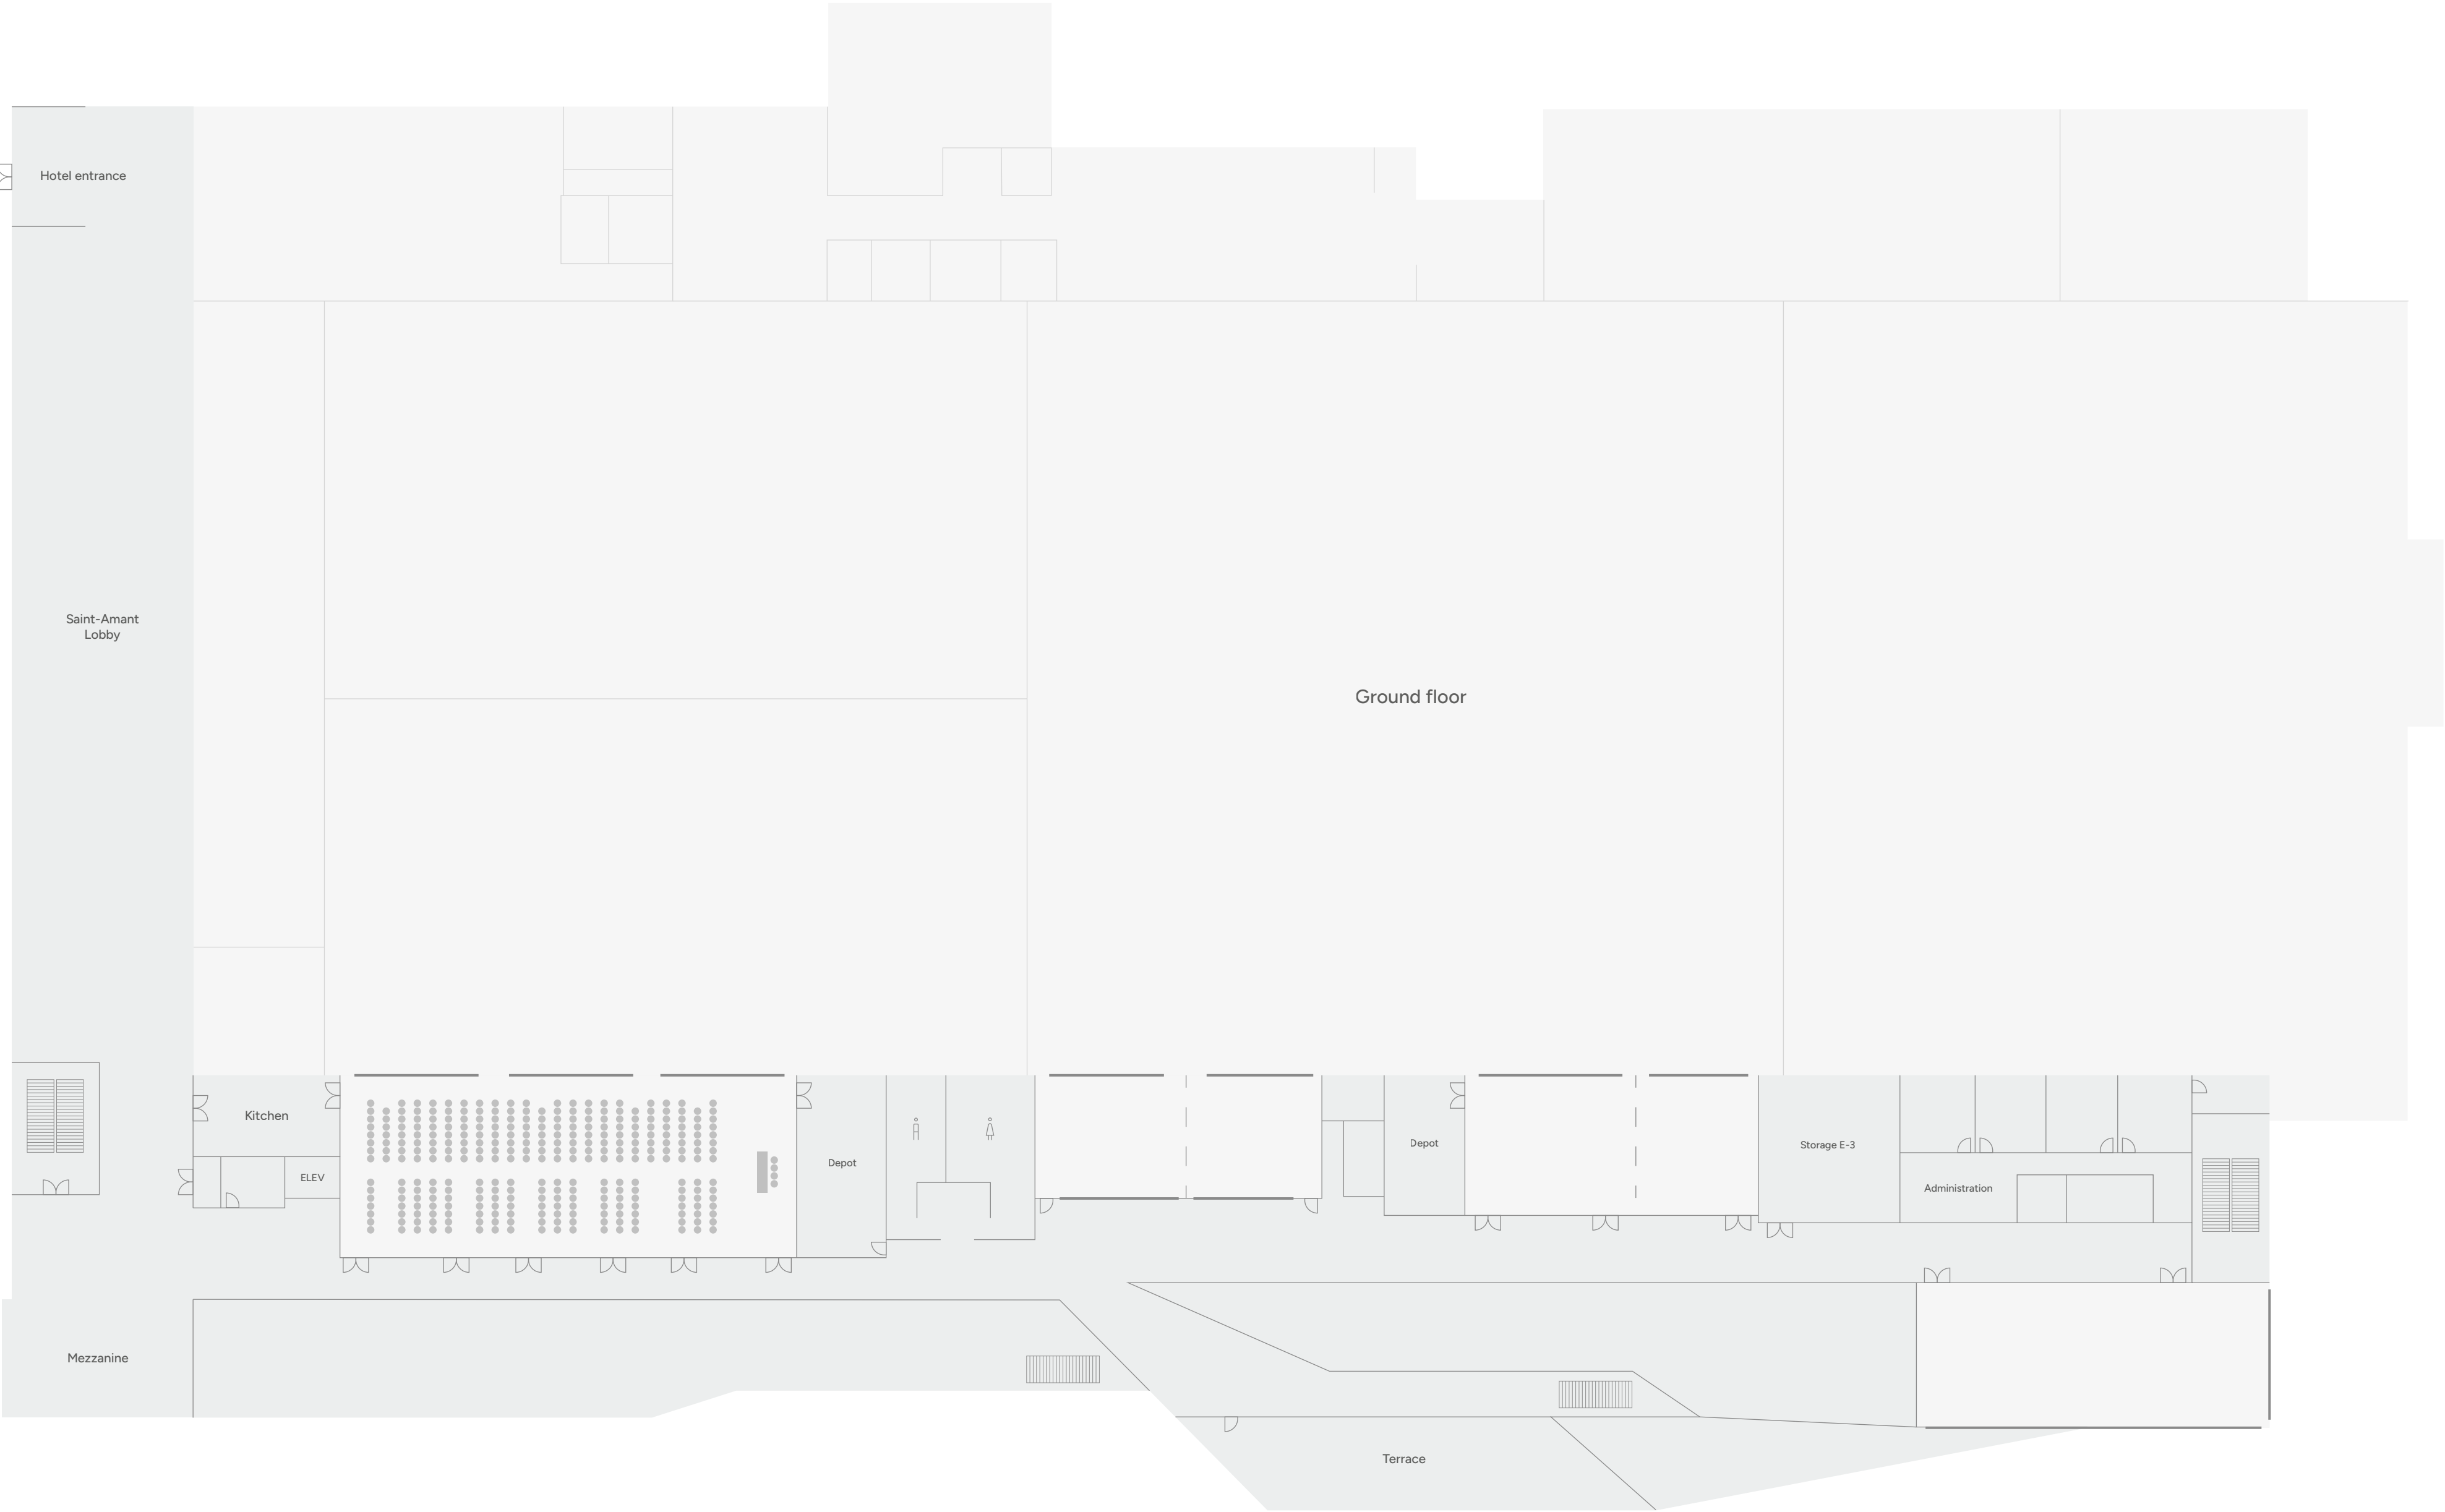 Hotel entrance
Saint-Amant
Lobby
Ground floor
Kitchen
ELEV
Depot
Depot
Storage E-3
Administration
Mezzanine
Terrace